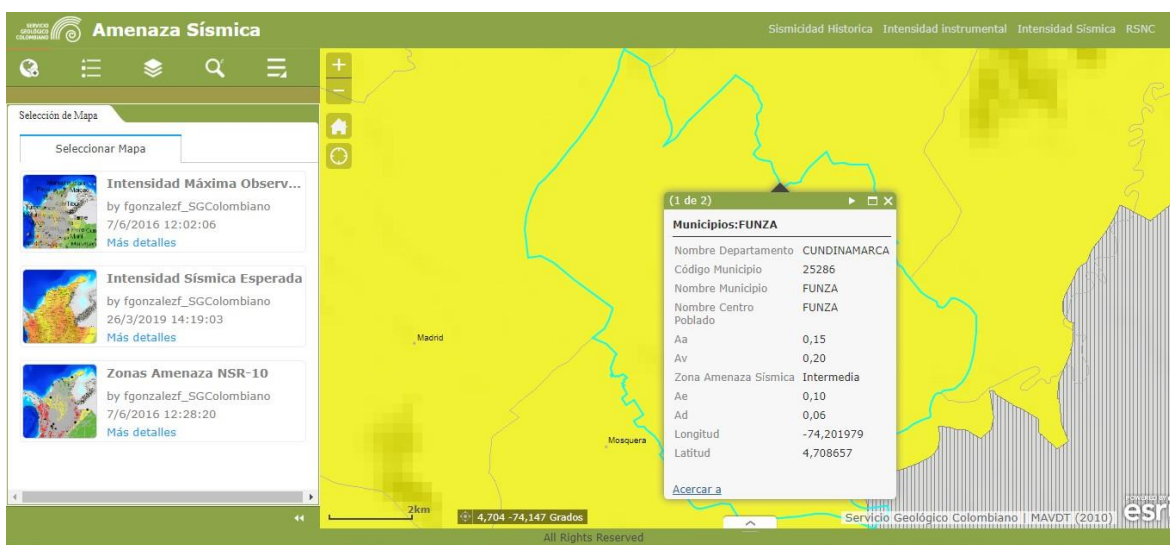 SERVICIO
GEOLÓGICO
COLOMBIANO
Amenaza Sísmica
Sismicidad Historica Intensidad instrumental Intensidad Sísmica RSNC
Selección de Mapa
Seleccionar Mapa
Intensidad Máxima Observ...
by fgonzalezf_SGColombiano
7/6/2016 12:02:06
Más detalles
Intensidad Sísmica Esperada
by fgonzalezf_SGColombiano
26/3/2019 14:19:03
Más detalles
Zonas Amenaza NSR-10
by fgonzalezf_SGColombiano
7/6/2016 12:28:20
Más detalles
Madrid
Mosquera
(1 de 2)
Municipios:FUNZA
Nombre Departamento CUNDINAMARCA
Código Municipio 25286
Nombre Municipio FUNZA
Nombre Centro Poblado FUNZA
Aa 0,15
Av 0,20
Zona Amenaza Sísmica Intermedia
Ae 0,10
Ad 0,06
Longitud -74,201979
Latitud 4,708657
Acercar a
2km
4,704 -74,147 Grados
Servicio Geológico Colombiano | MAVDT (2010)
POWERED BY
esri
All Rights Reserved